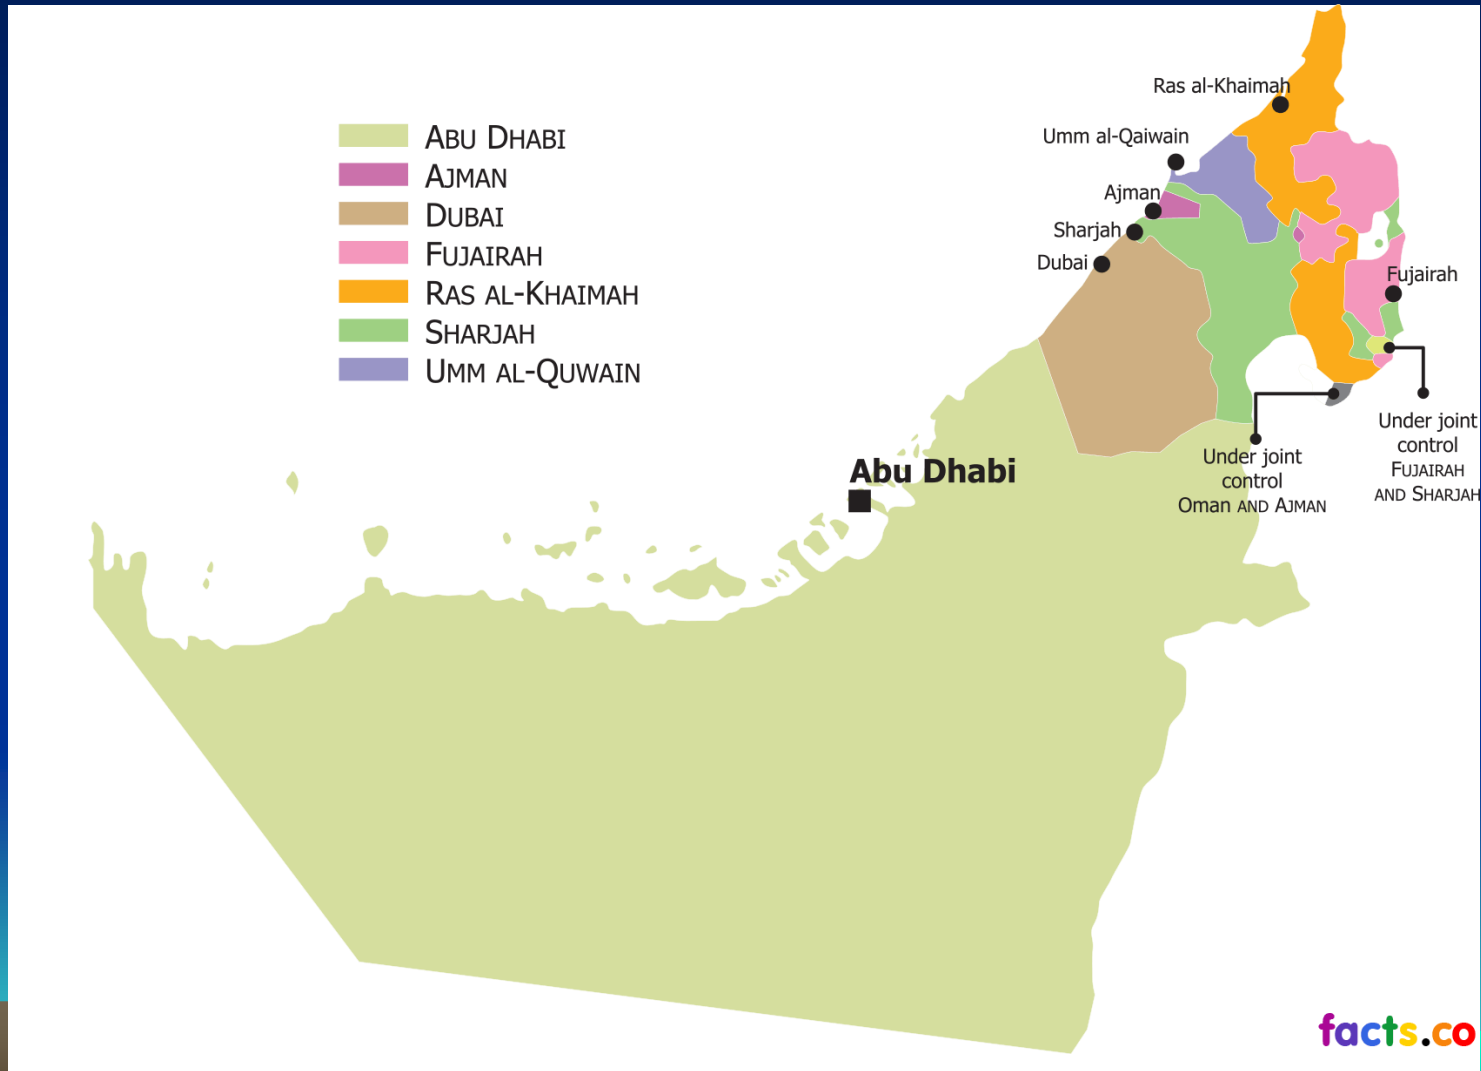 Ras al-Khaimah
Umm al-Qaiwain
Ajman
Sharjah
Dubai
Fujairah
ABU DHABI
AJMAN
DUBAI
FUJAIRAH
RAS AL-KHAIMAH
SHARJAH
UMM AL-QUWAIN
Abu Dhabi
Under joint
control
Oman AND AJMAN
Under joint
control
FUJAIRAH
AND SHARJAH
facts.co